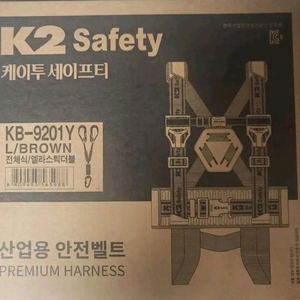 K2 Safety
케이투 세이프티
KB-9201Y
L/BROWN
전체식/엘라스틱더블
산업용 안전벨트
PREMIUM HARNESS